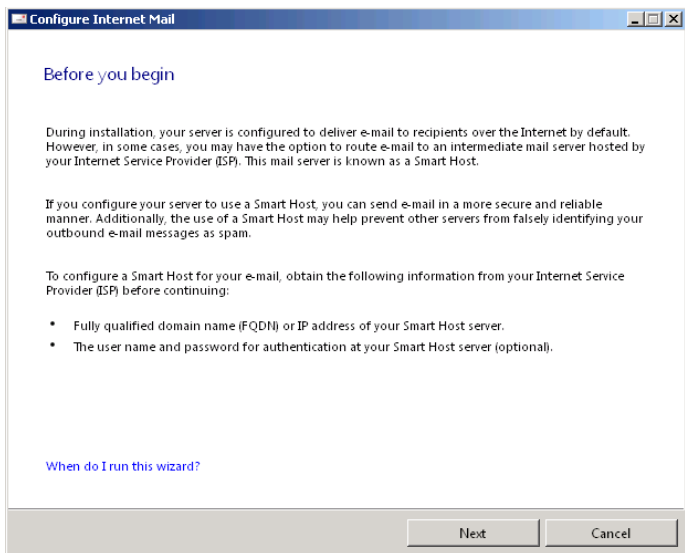 Configure Internet Mail
Before you begin
During installation, your server is configured to deliver e-mail to recipients over the Internet by default.
However, in some cases, you may have the option to route e-mail to an intermediate mail server hosted by
your Internet Service Provider (ISP). This mail server is known as a Smart Host.
If you configure your server to use a Smart Host, you can send e-mail in a more secure and reliable
manner. Additionally, the use of a Smart Host may help prevent other servers from falsely identifying your
outbound e-mail messages as spam.
To configure a Smart Host for your e-mail, obtain the following information from your Internet Service
Provider (ISP) before continuing:
• Fully qualified domain name (FQDN) or IP address of your Smart Host server.
• The user name and password for authentication at your Smart Host server (optional).
When do I run this wizard?
Next Cancel